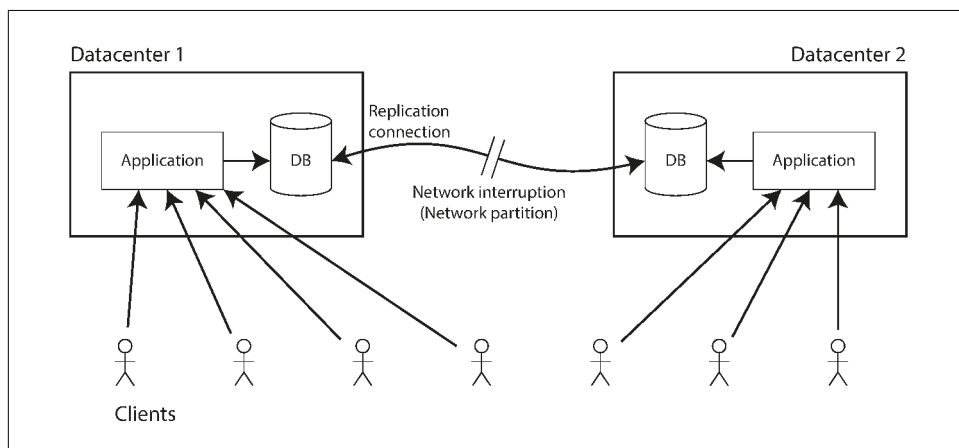 Datacenter 1
Datacenter 2
Replication
connection
Application
DB
DB
Application
Network interruption
(Network partition)
Clients